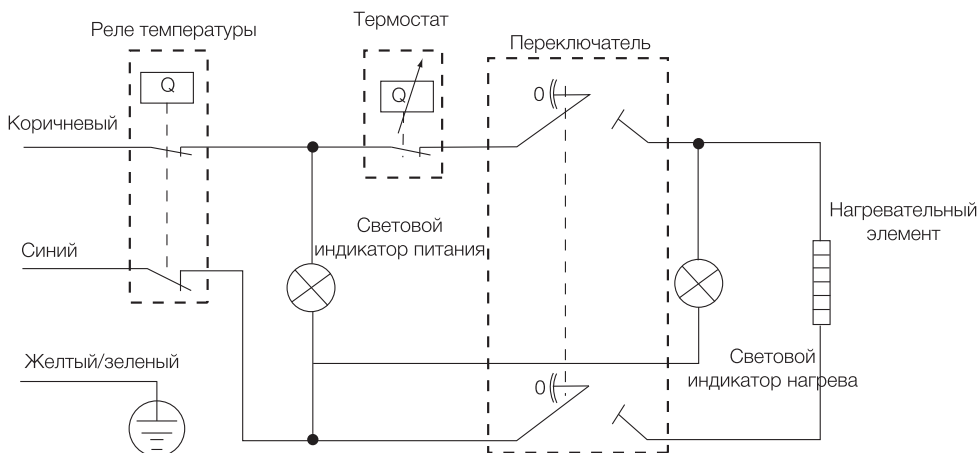 Реле температуры
Термостат
Переключатель
Q
Q
0
Коричневый
Световой
индикатор питания
Нагревательный
элемент
Синий
Желтый/зеленый
Световой
индикатор нагрева
0